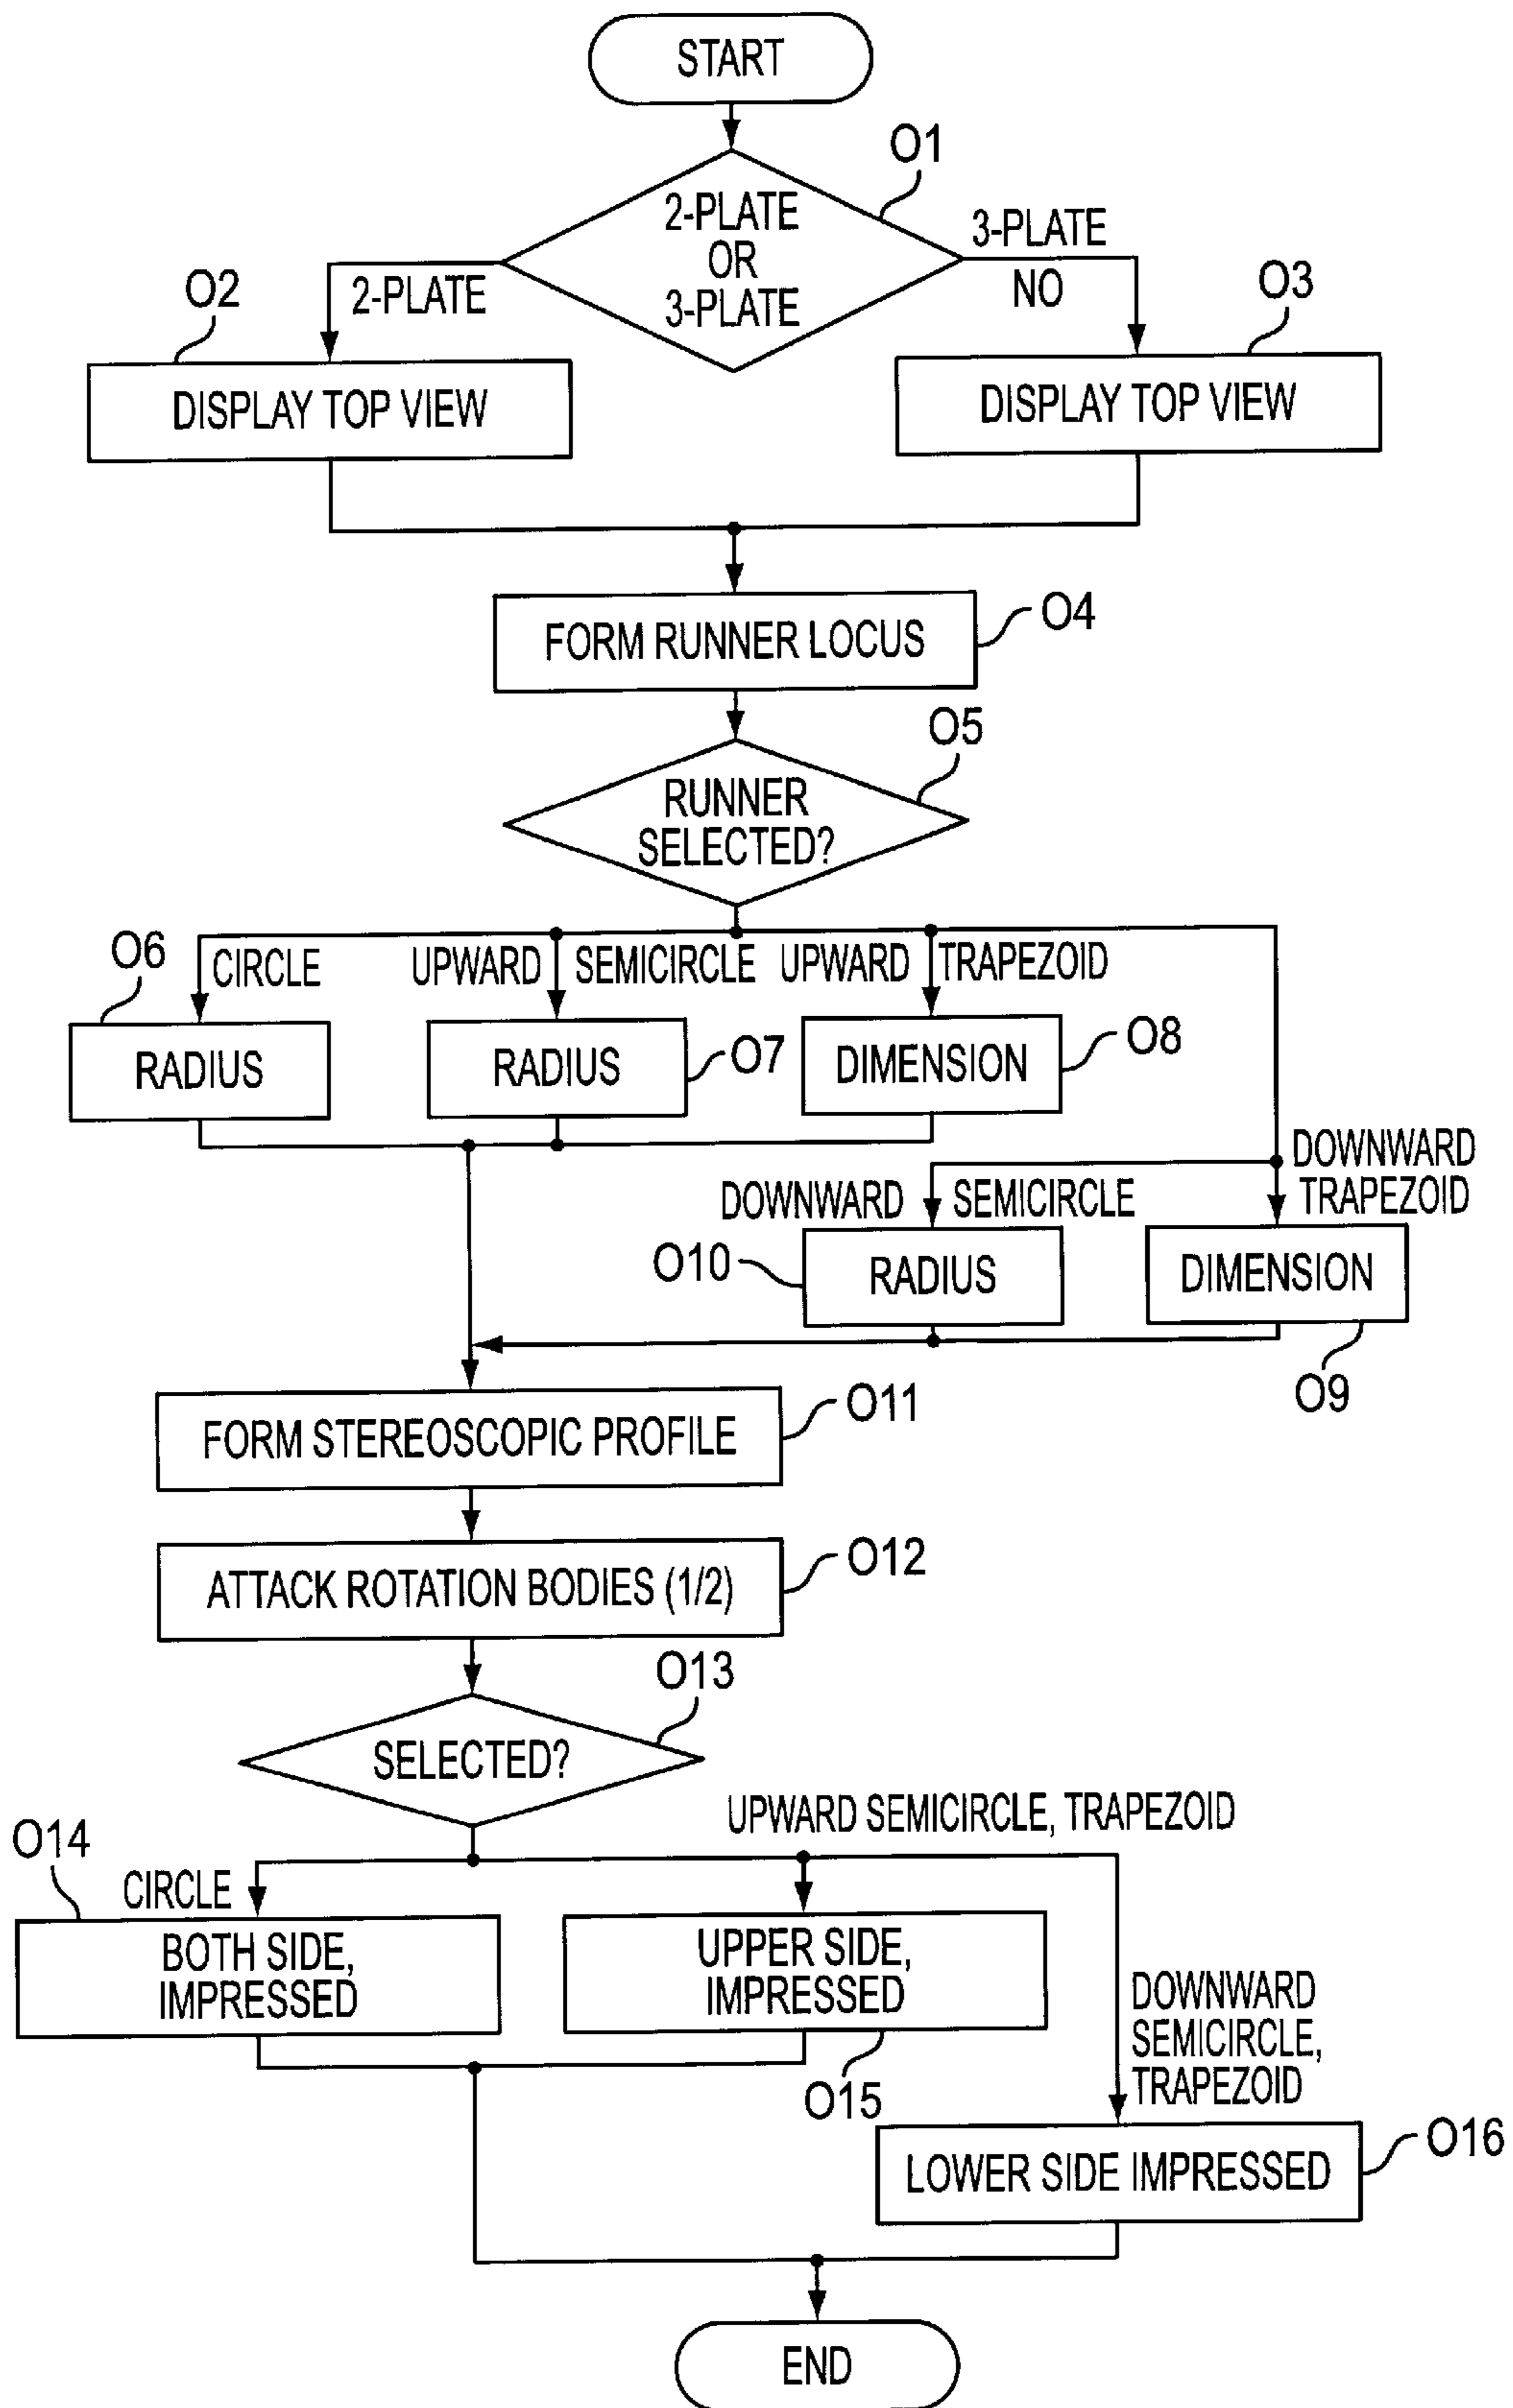 START
O1
2-PLATE
OR
3-PLATE
3-PLATE
NO
O2
2-PLATE
O3
DISPLAY TOP VIEW
DISPLAY TOP VIEW
FORM RUNNER LOCUS
O4
O5
RUNNER
SELECTED?
O6
CIRCLE
UPWARD SEMICIRCLE
UPWARD TRAPEZOID
RADIUS
RADIUS
O7
DIMENSION
O8
DOWNWARD SEMICIRCLE
DOWNWARD
TRAPEZOID
O10
RADIUS
DIMENSION
O9
FORM STEREOSCOPIC PROFILE
O11
ATTACK ROTATION BODIES (1/2)
O12
O13
SELECTED?
UPWARD SEMICIRCLE, TRAPEZOID
O14
CIRCLE
BOTH SIDE,
IMPRESSED
UPPER SIDE,
IMPRESSED
O15
DOWNWARD
SEMICIRCLE,
TRAPEZOID
LOWER SIDE IMPRESSED
O16
END